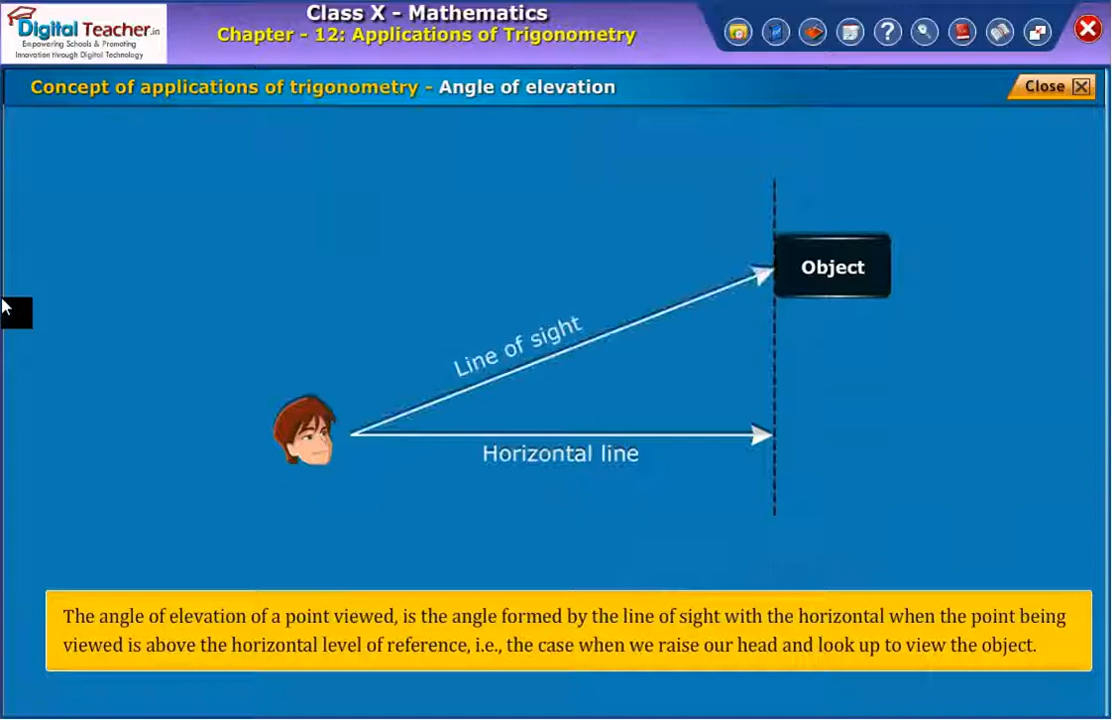 Digital Teacher.in
Empowering Schools & Promoting
Innovation through Digital Technology
Class X - Mathematics
Chapter - 12: Applications of Trigonometry
Concept of applications of trigonometry - Angle of elevation
Close
Object
Line of sight
Horizontal line
The angle of elevation of a point viewed, is the angle formed by the line of sight with the horizontal when the point being
viewed is above the horizontal level of reference, i.e., the case when we raise our head and look up to view the object.